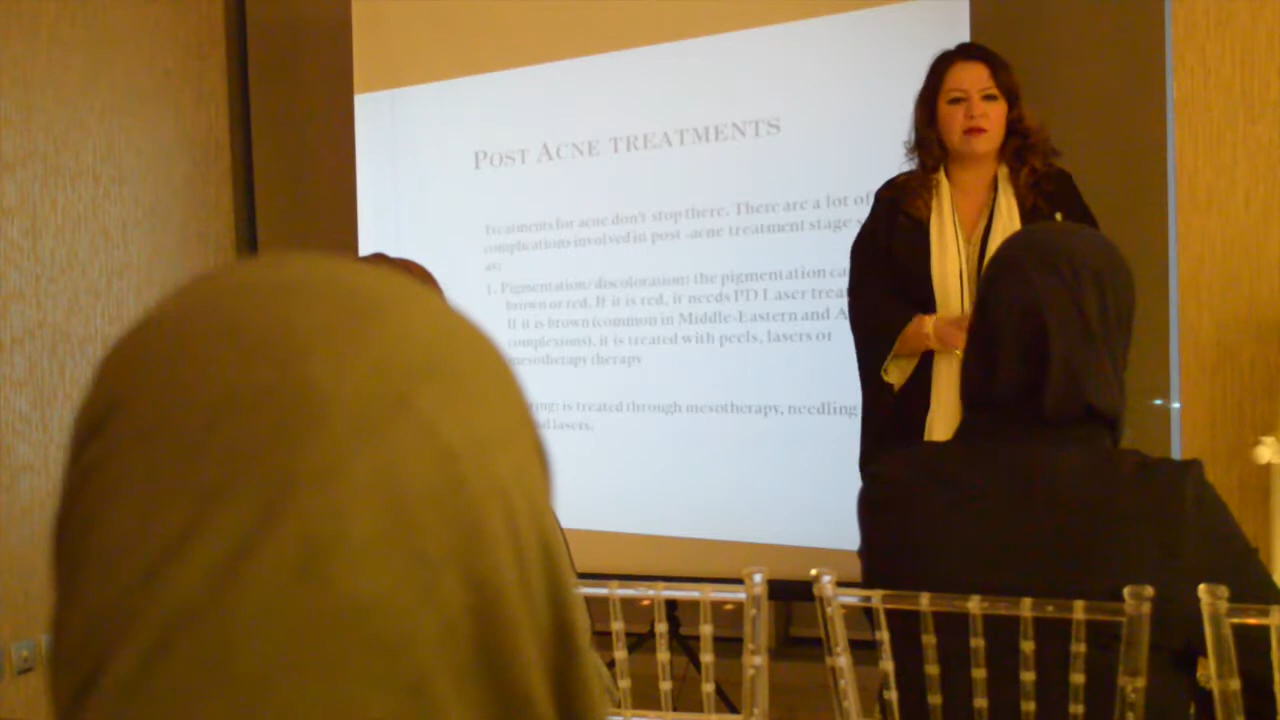 POST ACNE TREATMENTS
treatments for acne don't stop there. There are a lot of
complications involved in post -acne treatment stage
as:
1. Pigmentation/discoloration: the pigmentation
brown or red. If it is red, it needs PD Laser
If it is brown (common in Middle-Eastern and
complexions), it is treated with peels, lasers or
mesotherapy therapy
is treated through mesotherapy, needling
lasers.